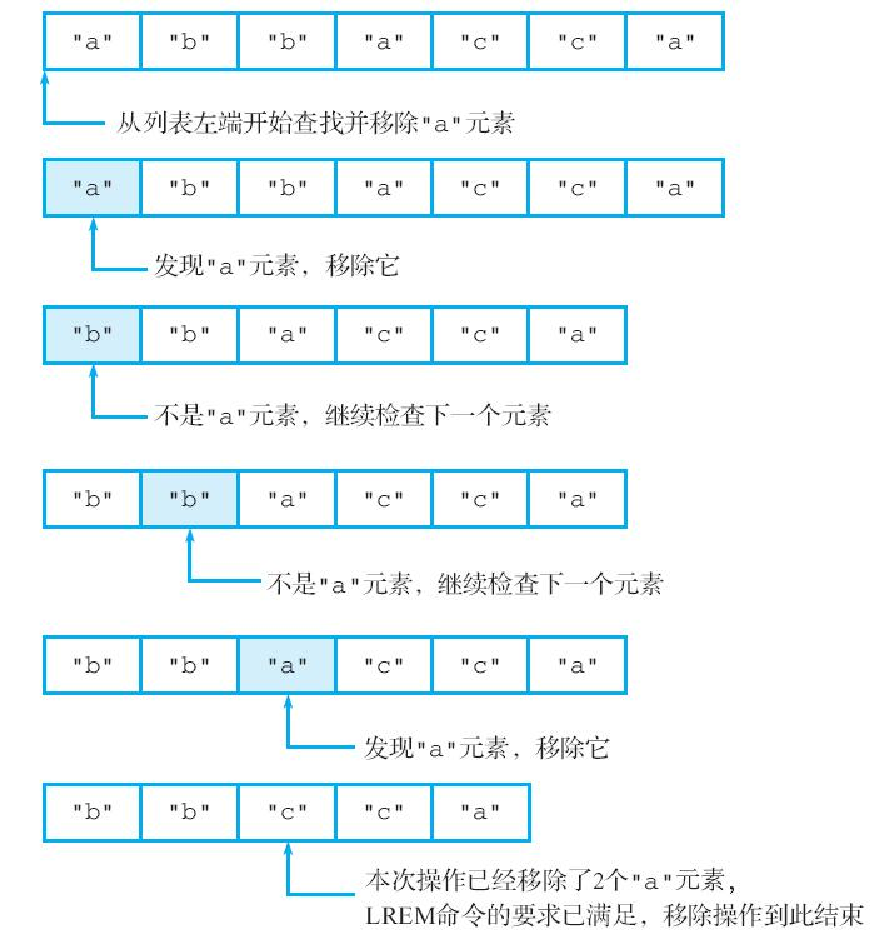 "a" "b" "b" "a" "c" "c" "a"
从列表左端开始查找并移除"a"元素
"a" "b" "b" "a" "c" "c" "a"
发现"a"元素，移除它
"b" "b" "a" "c" "c" "a"
不是"a"元素，继续检查下一个元素
"b" "b" "a" "c" "c" "a"
不是"a"元素，继续检查下一个元素
"b" "b" "a" "c" "c" "a"
发现"a"元素，移除它
"b" "b" "c" "c" "a"
本次操作已经移除了2个"a"元素，
LREM命令的要求已满足，移除操作到此结束